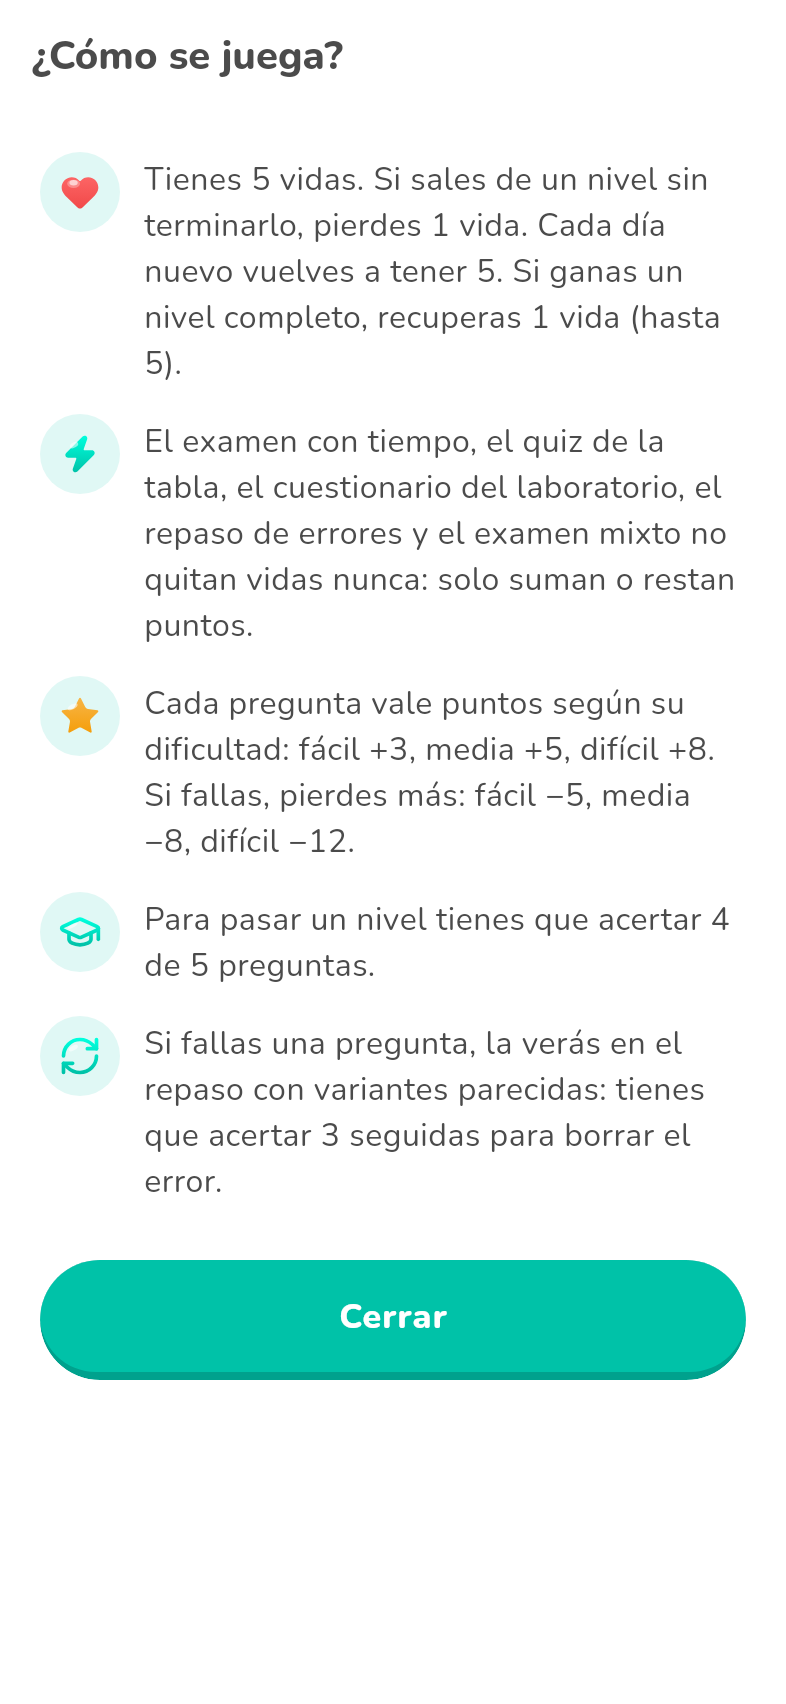 ¿Cómo se juega?
Tienes 5 vidas. Si sales de un nivel sin
terminarlo, pierdes 1 vida. Cada día
nuevo vuelves a tener 5. Si ganas un
nivel completo, recuperas 1 vida (hasta
5).
El examen con tiempo, el quiz de la
tabla, el cuestionario del laboratorio, el
repaso de errores y el examen mixto no
quitan vidas nunca: solo suman o restan
puntos.
Cada pregunta vale puntos según su
dificultad: fácil +3, media +5, difícil +8.
Si fallas, pierdes más: fácil −5, media
−8, difícil −12.
Para pasar un nivel tienes que acertar 4
de 5 preguntas.
Si fallas una pregunta, la verás en el
repaso con variantes parecidas: tienes
que acertar 3 seguidas para borrar el
error.
Cerrar